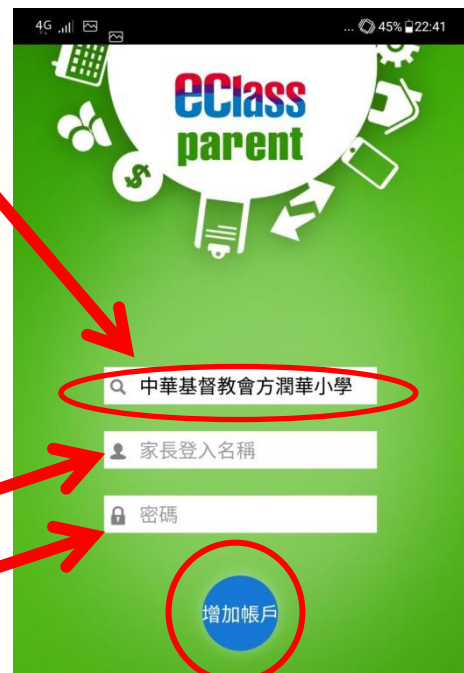 4G
... 45% 22:41
eClass
parent
$
中華基督教會方潤華小學
家長登入名稱
密碼
增加帳戶